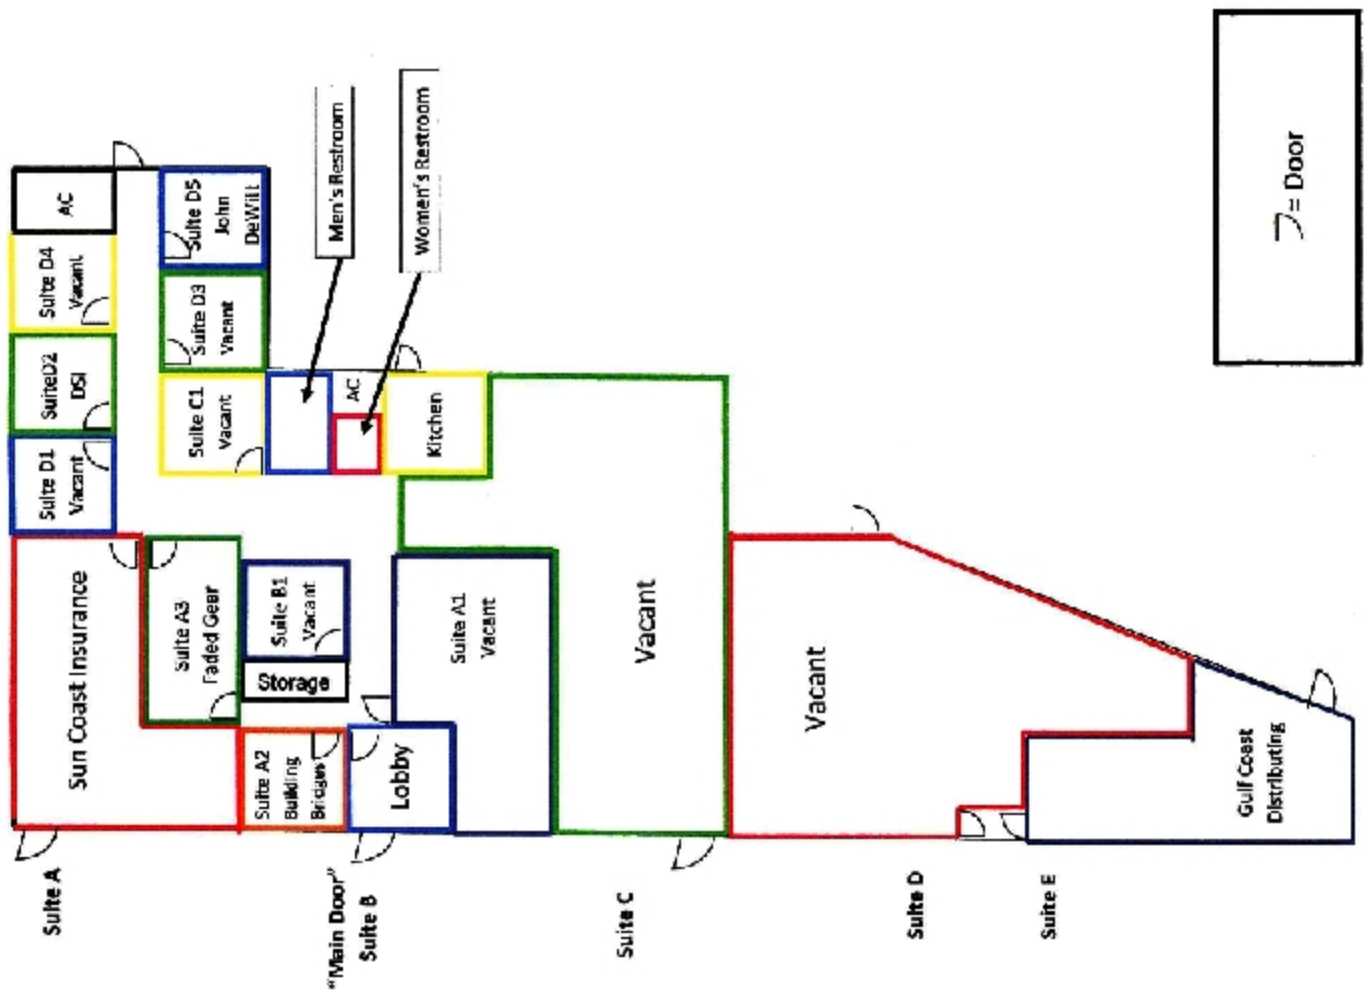 AC
Suite D4
Vacant
SuiteD2
DSI
Suite D1
Vacant
Sun Coast Insurance
Suite D5
John
DeWitt
Suite D3
Vacant
Suite C1
Vacant
Men's Restroom
Women's Restroom
AC
Kitchen
Suite A3
Faded Gear
Suite B1
Vacant
Storage
Suite A2
Building
Bridges
Lobby
Suite A1
Vacant
Vacant
Vacant
Gulf Coast
Distributing
Suite A
"Main Door"
Suite B
Suite C
Suite D
Suite E
= Door